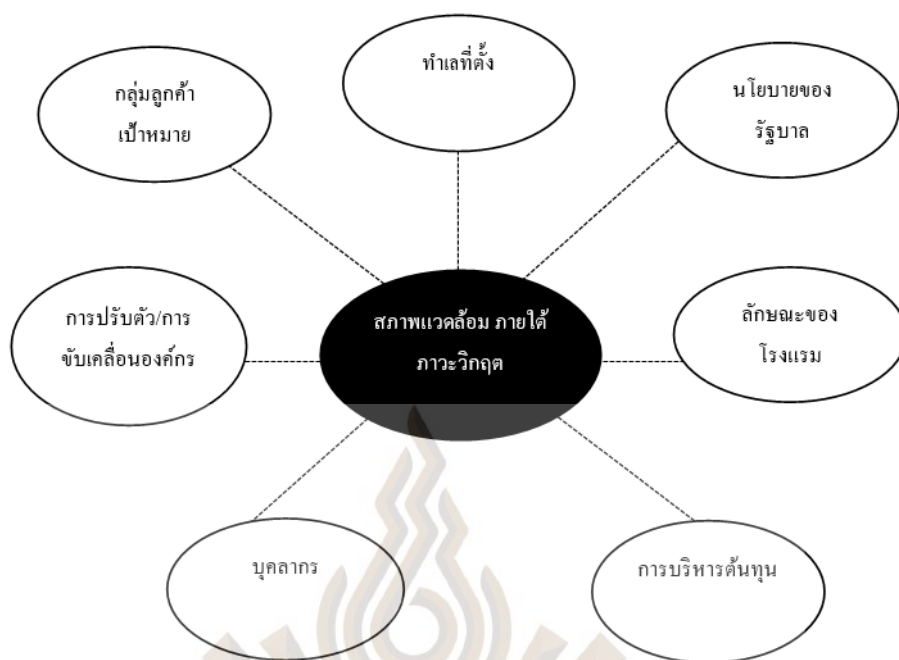 ทำเลที่ตั้ง
กลุ่มลูกค้า
เป้าหมาย
นโยบายของ
รัฐบาล
การปรับตัว/การ
ขับเคลื่อนองค์กร
สภาพแวดล้อม ภายใต้
ภาวะวิกฤต
ลักษณะของ
โรงแรม
บุคลากร
การบริหารต้นทุน